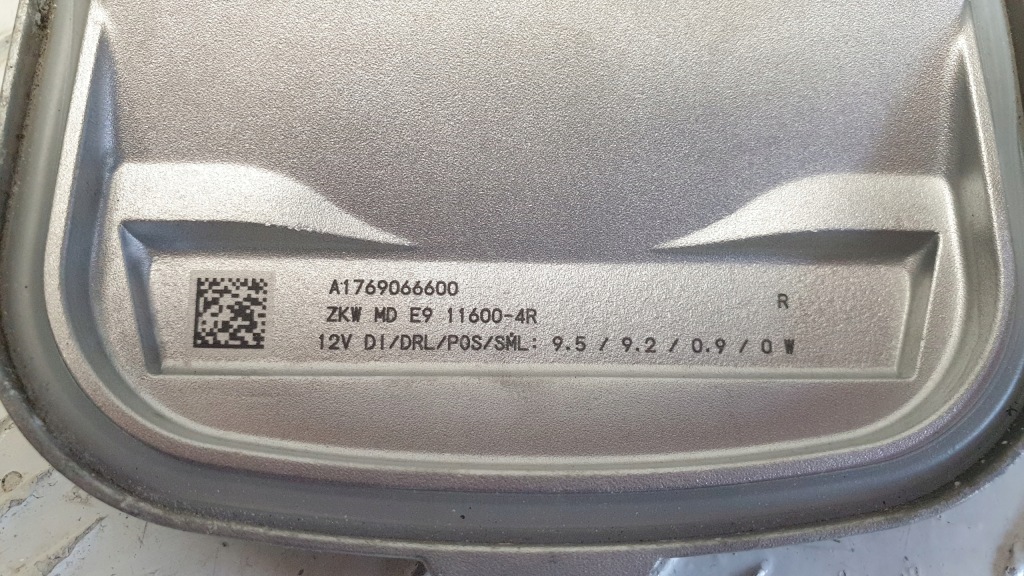 A1769066600
ZKW MD E9 11600-4R
R
12V DI/DRL/POS/SML: 9.5 / 9.2 / 0.9 / 0 W